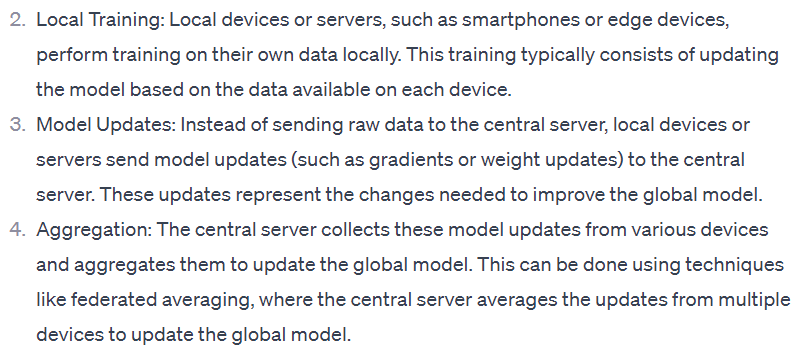 2. Local Training: Local devices or servers, such as smartphones or edge devices,
perform training on their own data locally. This training typically consists of updating
the model based on the data available on each device.
3. Model Updates: Instead of sending raw data to the central server, local devices or
servers send model updates (such as gradients or weight updates) to the central
server. These updates represent the changes needed to improve the global model.
4. Aggregation: The central server collects these model updates from various devices
and aggregates them to update the global model. This can be done using techniques
like federated averaging, where the central server averages the updates from multiple
devices to update the global model.